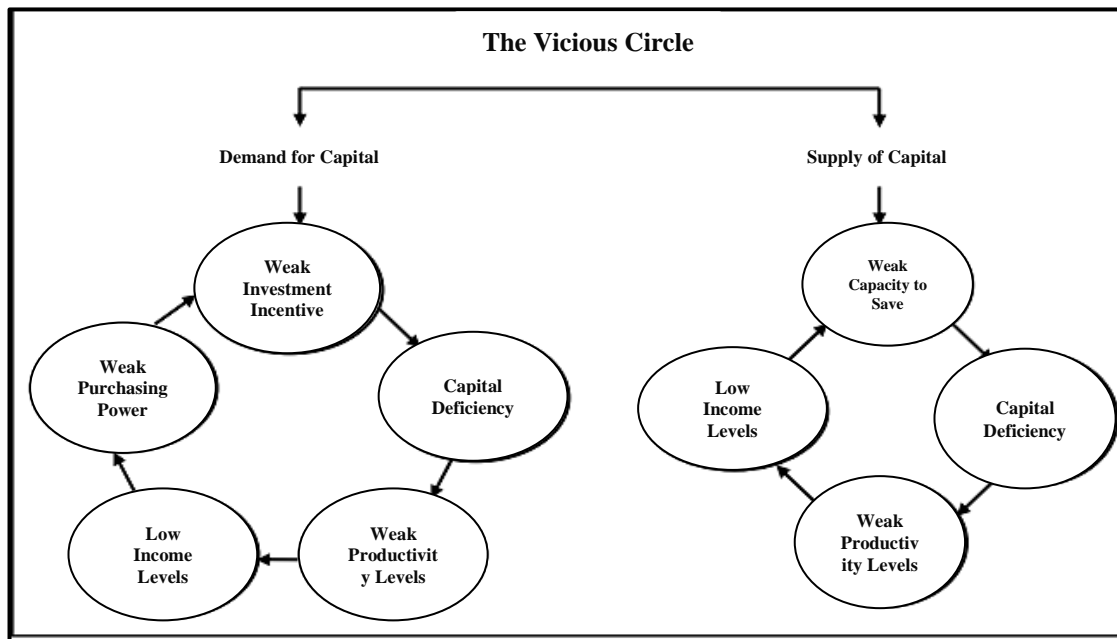 The Vicious Circle
Demand for Capital
Supply of Capital
Weak
Investment
Incentive
Capital
Deficiency
Weak
Productivit
y Levels
Low
Income
Levels
Weak
Purchasing
Power
Weak
Capacity to
Save
Capital
Deficiency
Weak
Productiv
ity Levels
Low
Income
Levels